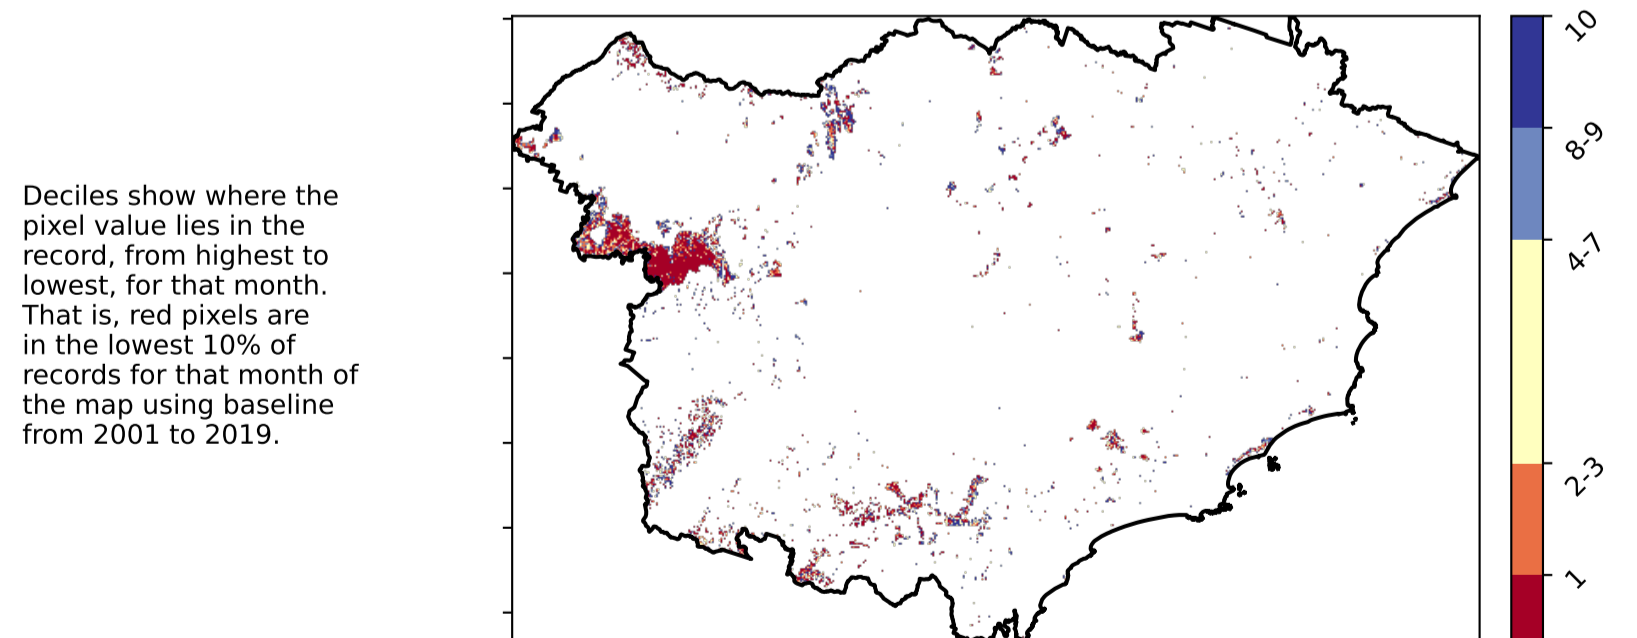 Deciles show where the
pixel value lies in the
record, from highest to
lowest, for that month.
That is, red pixels are
in the lowest 10% of
records for that month of
the map using baseline
from 2001 to 2019.
10
8-9
4-7
2-3
1